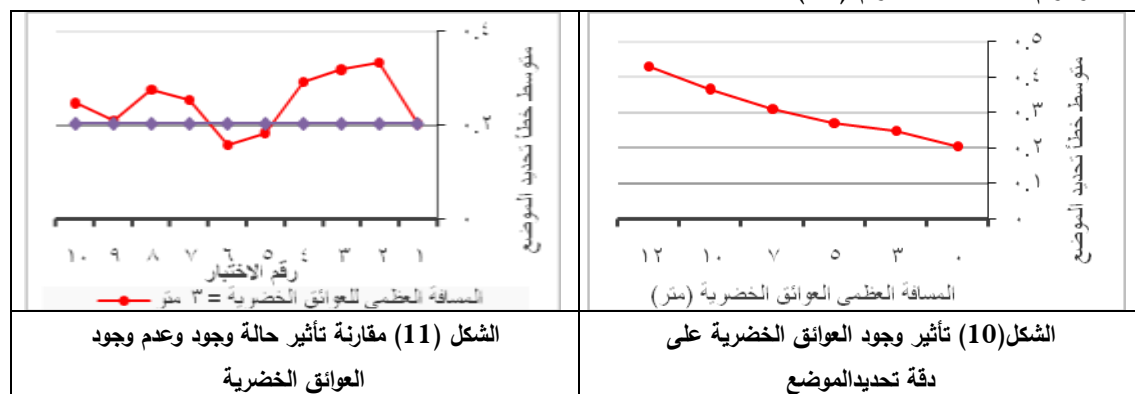 ٠.٥
٠.٤
٠.٣
٠.٢
٠.١
٠
متوسط خطأ تحديد الموضع
١٢ ١٠ ٧ ٥ ٣ ٠
المسافة العظمى العوائق الخضرية (متر)
الشكل(10) تأثير وجود العوائق الخضرية على
دقة تحديدالموضع
٠.٤
٠.٢
٠
متوسط خطأ تحديد الموضع
١٠ ٩ ٨ ٧ ٦ ٥ ٤ ٣ ٢ ١
رقم الاختبار
المسافة العظمى للعوائق الخضرية = ٣ متر
الشكل (11) مقارنة تأثير حالة وجود وعدم وجود
العوائق الخضرية